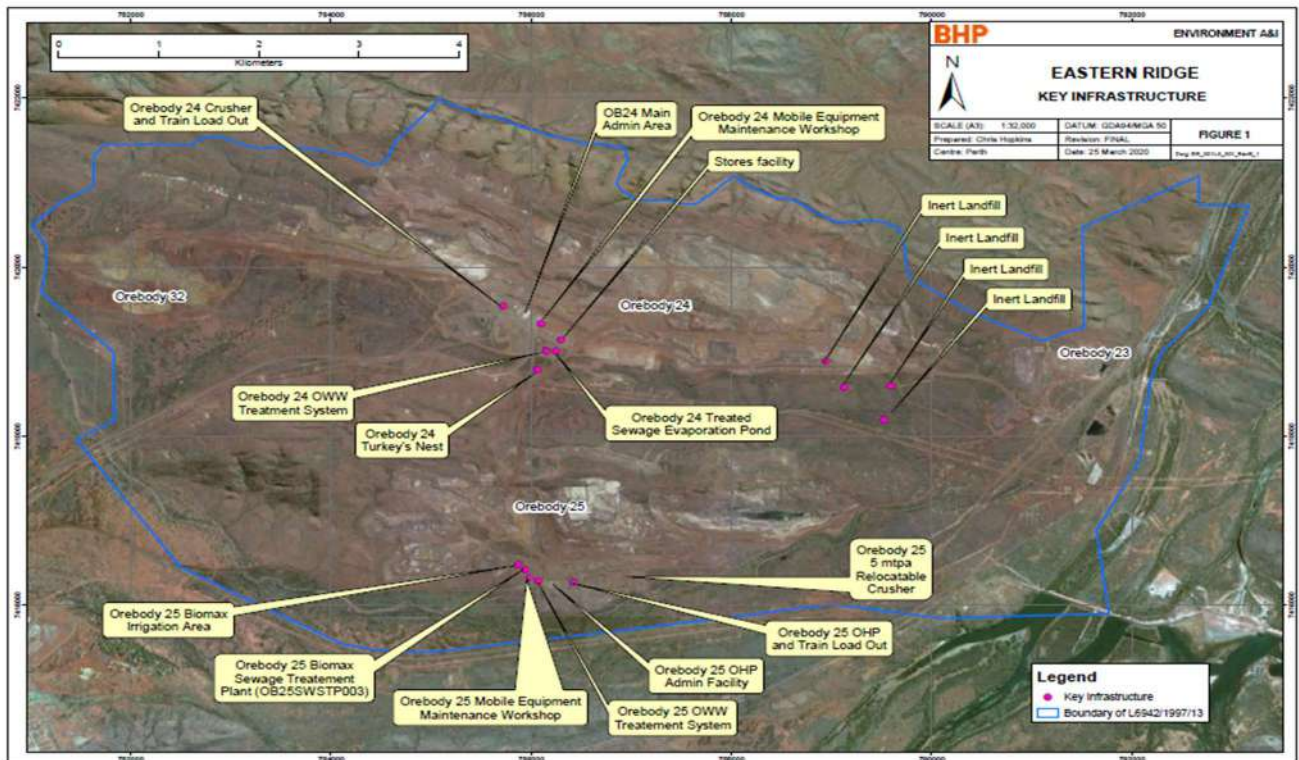 792000 794000 796000 788000 790000 792000
0 1 2 3 4
Kilometers
BHP
ENVIRONMENT A&I
N
EASTERN RIDGE
KEY INFRASTRUCTURE
SCALE (A3): 1:32,000
DATUM: GDA94/MGA 50
FIGURE 1
Prepared: Chris Hopkins
Revision: FINAL
Centre: Perth
Date: 25 March 2020
Orebody 24 Crusher
and Train Load Out
OB24 Main
Admin Area
Orebody 24 Mobile Equipment
Maintenance Workshop
Stores facility
Inert Landfill
Inert Landfill
Inert Landfill
Inert Landfill
Orebody 32
Orebody 24
Orebody 23
Orebody 24 OWW
Treatment System
Orebody 24
Turkey's Nest
Orebody 24 Treated
Sewage Evaporation Pond
Orebody 25
Orebody 25
5 mtpa
Relocatable
Crusher
Orebody 25 Biomax
Irrigation Area
Orebody 25 Biomax
Sewage Treatement
Plant (OB25SWSTP003)
Orebody 25 Mobile Equipment
Maintenance Workshop
Orebody 25 OWW
Treatement System
Orebody 25 OHP
Admin Facility
Orebody 25 OHP
and Train Load Out
Legend
Key Infrastructure
Boundary of L6942/1997/13